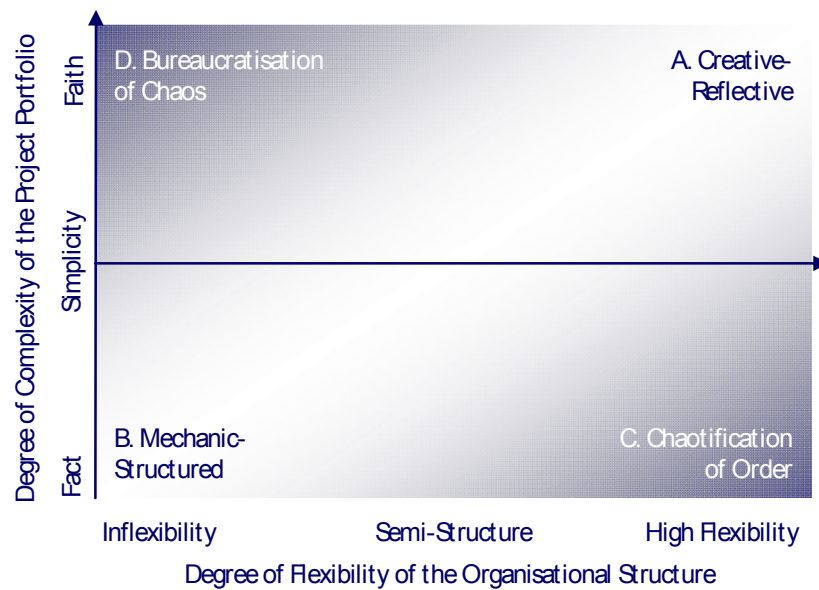 Degree of Complexity of the Project Portfolio
Faith
Simplicity
Fact
D. Bureaucratisation
of Chaos
A. Creative-
Reflective
B. Mechanic-
Structured
C. Chaotification
of Order
Inflexibility
Semi-Structure
High Flexibility
Degree of Flexibility of the Organisational Structure